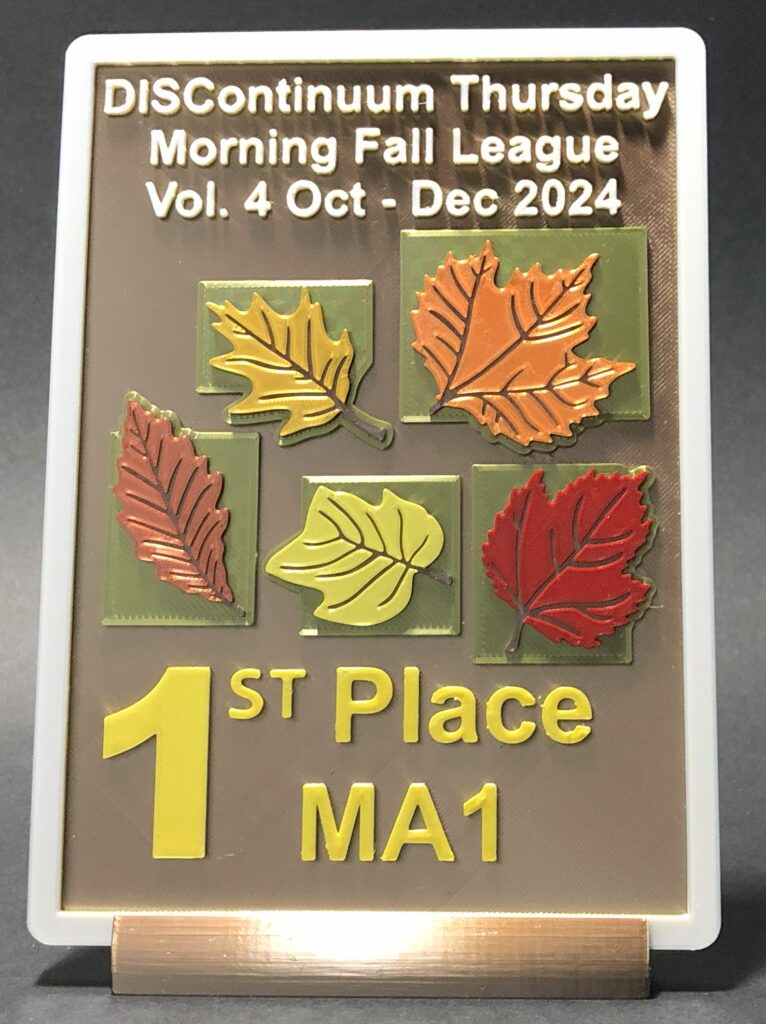 DISContinuum Thursday
Morning Fall League
Vol. 4 Oct - Dec 2024
1ST Place
MA1